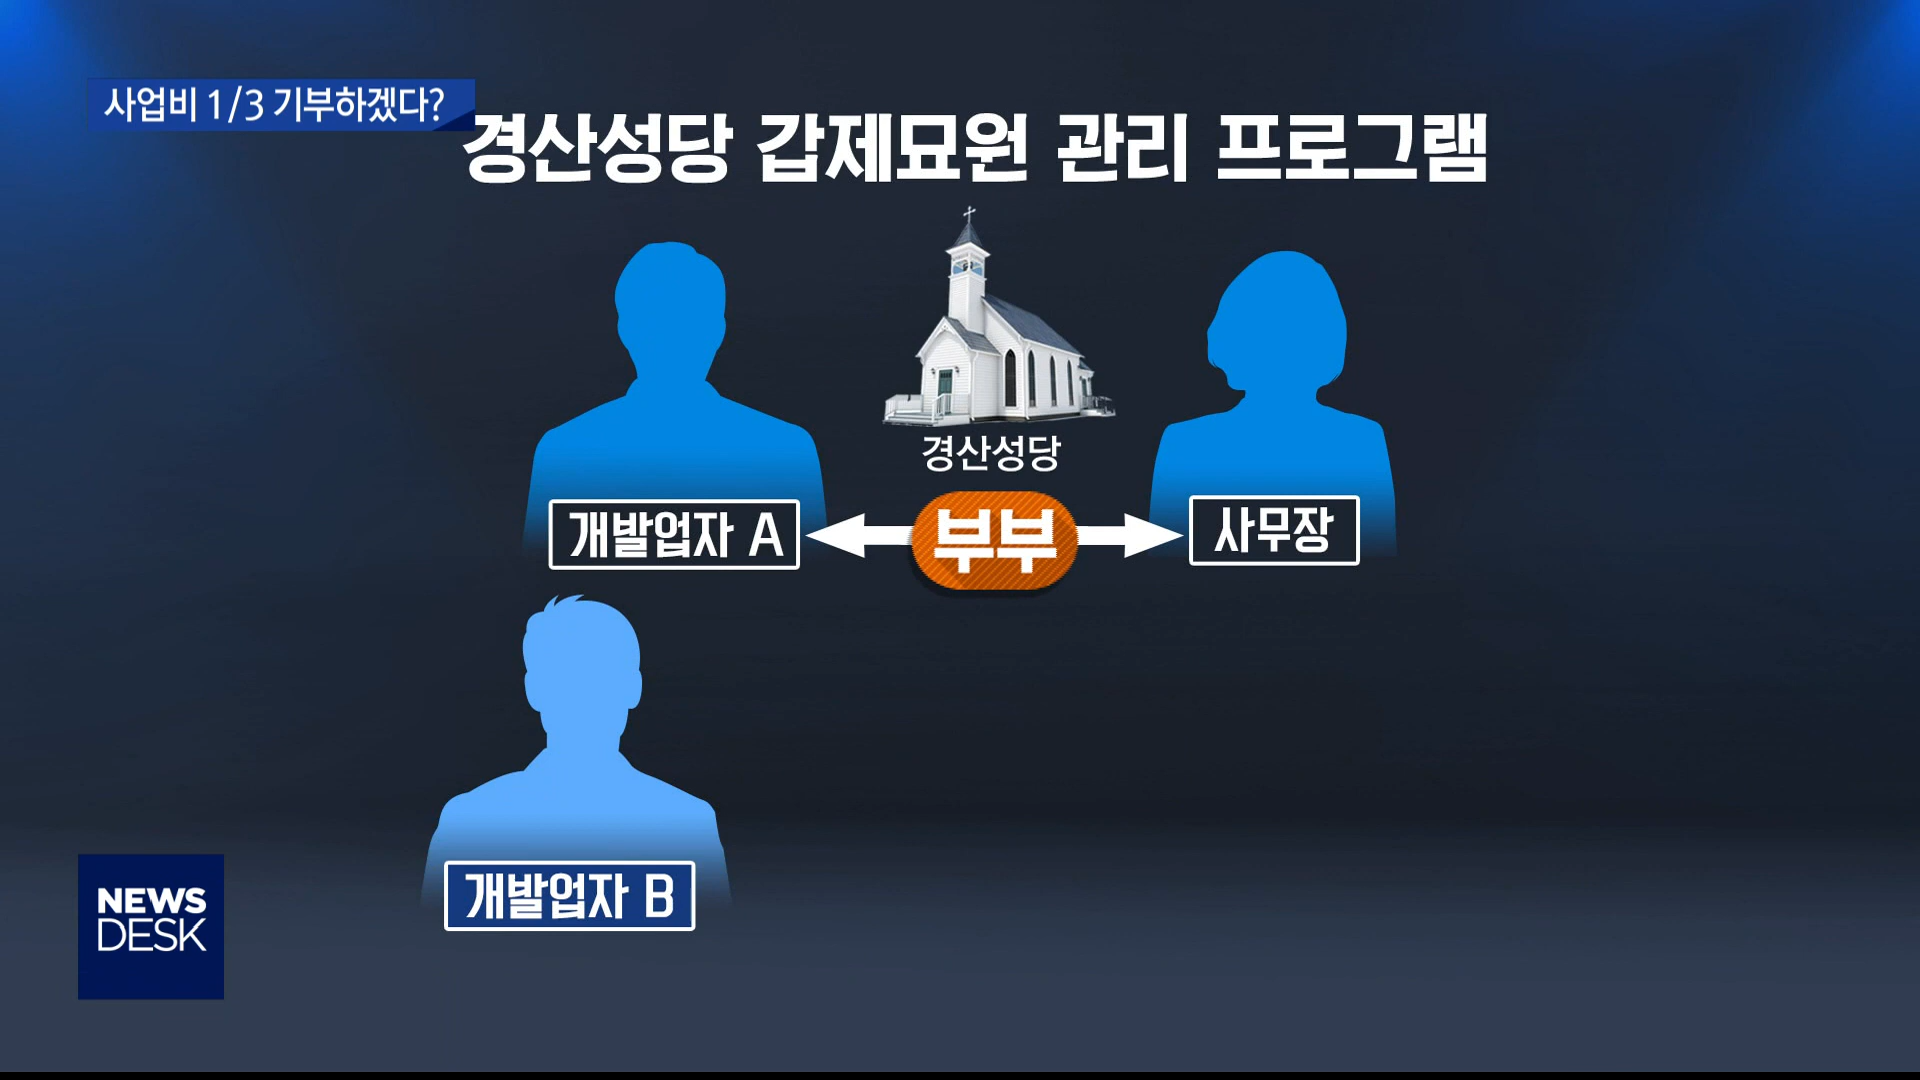 사업비 1/3 기부하겠다?
경산성당 갑제묘원 관리 프로그램
경산성당
개발업자 A
부부
사무장
개발업자 B
NEWS
DESK